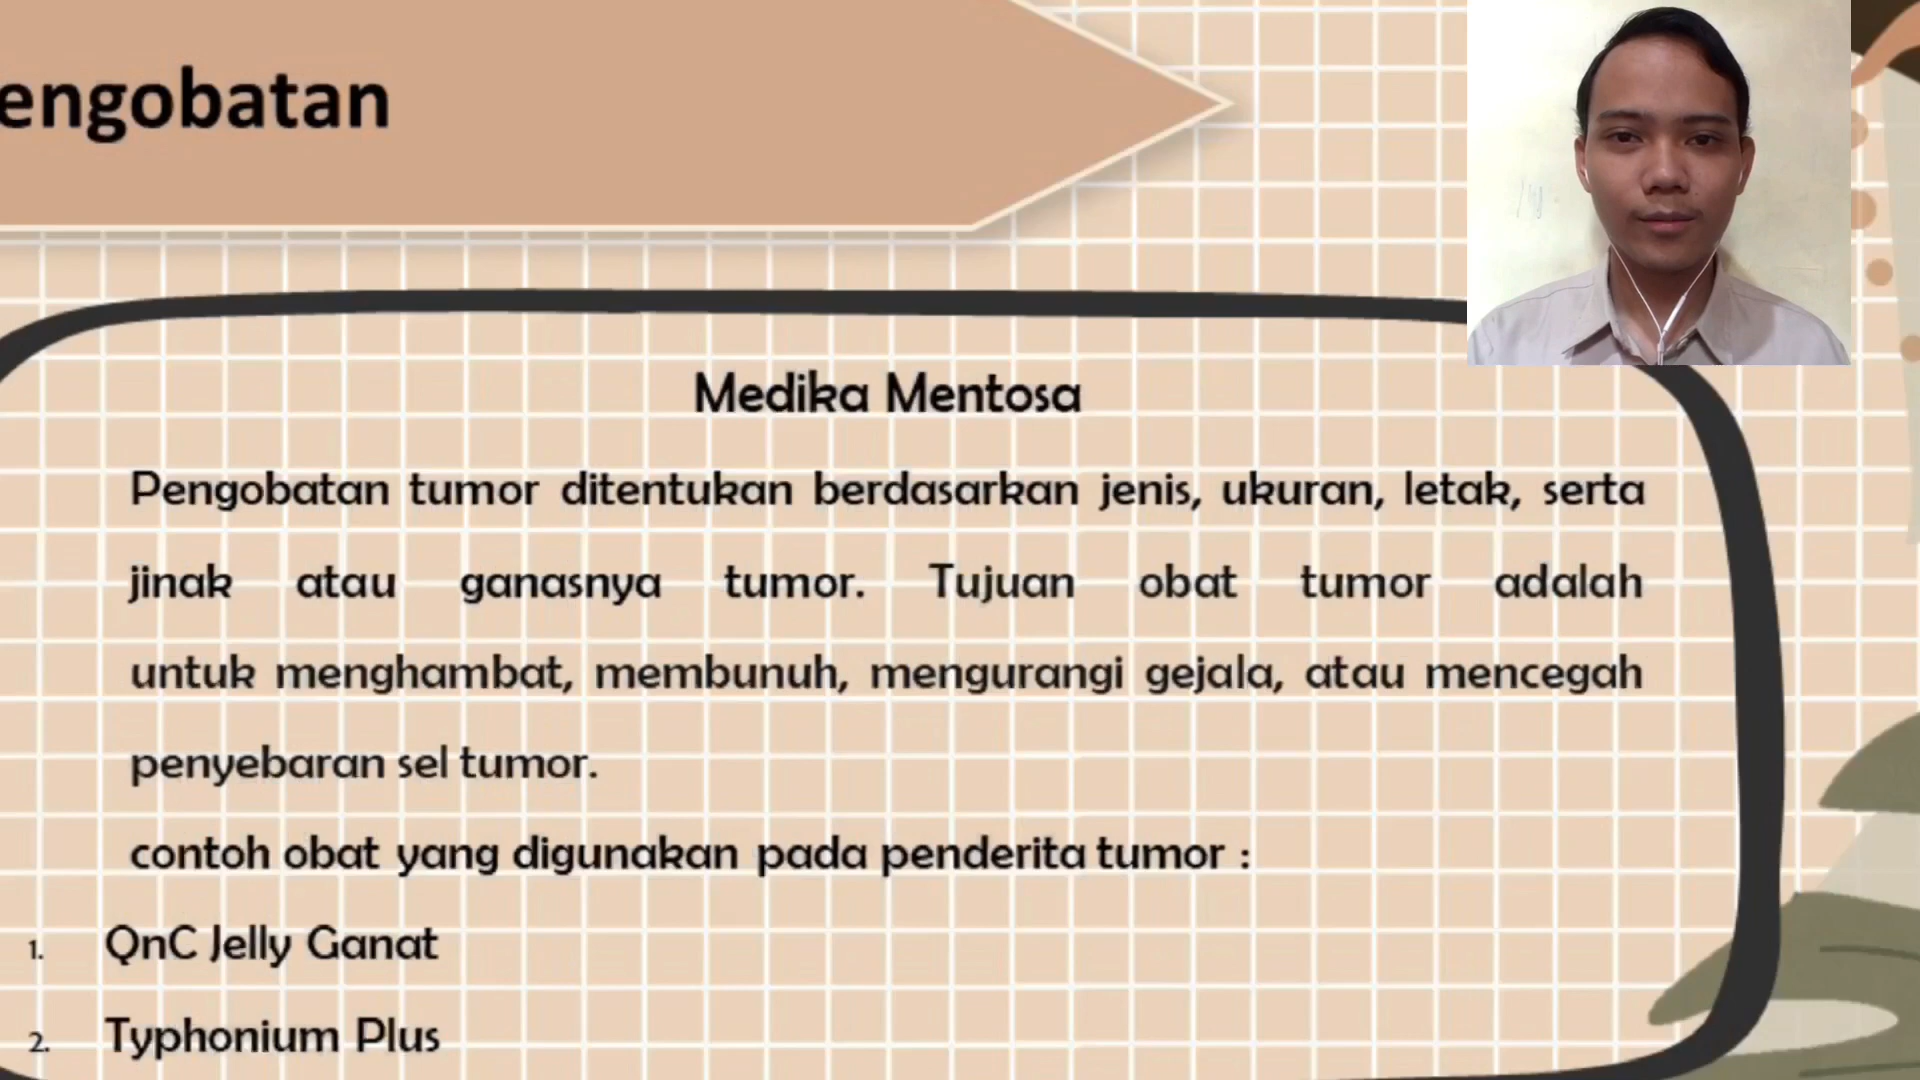 engobatan
Medika Mentosa
Pengobatan tumor ditentukan berdasarkan jenis, ukuran, letak, serta
jinak atau ganasnya tumor. Tujuan obat tumor adalah
untuk menghambat, membunuh, mengurangi gejala, atau mencegah
penyebaran sel tumor.
contoh obat yang digunakan pada penderita tumor :
1. QnC Jelly Ganat
2. Typhonium Plus